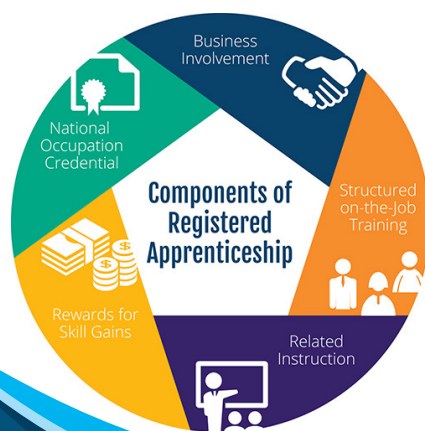 Business
Involvement
National
Occupation
Credential
Components of
Registered
Apprenticeship
Structured
on-the-Job
Training
Rewards for
Skill Gains
Related
Instruction